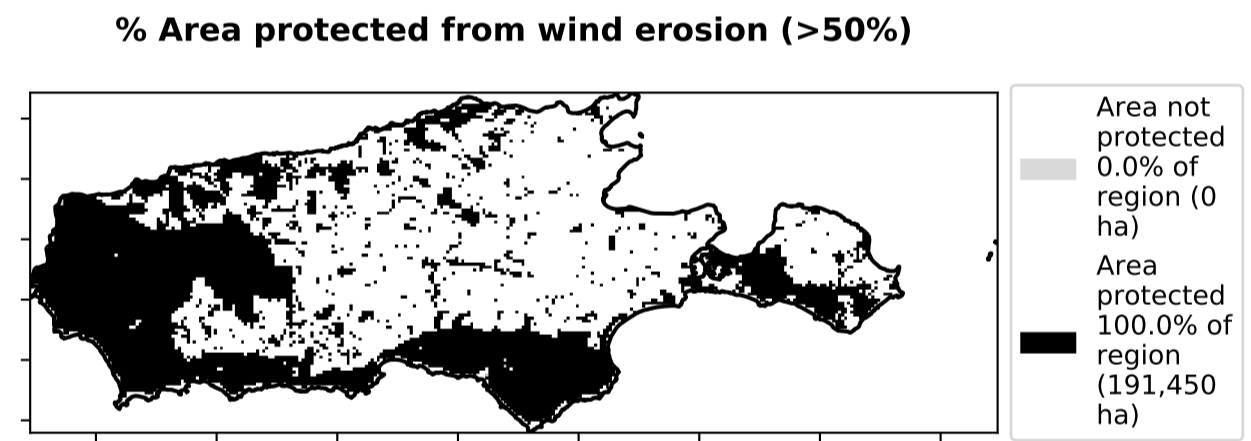 % Area protected from wind erosion (>50%)
Area not
protected
0.0% of
region (0
ha)
Area
protected
100.0% of
region
(191,450
ha)